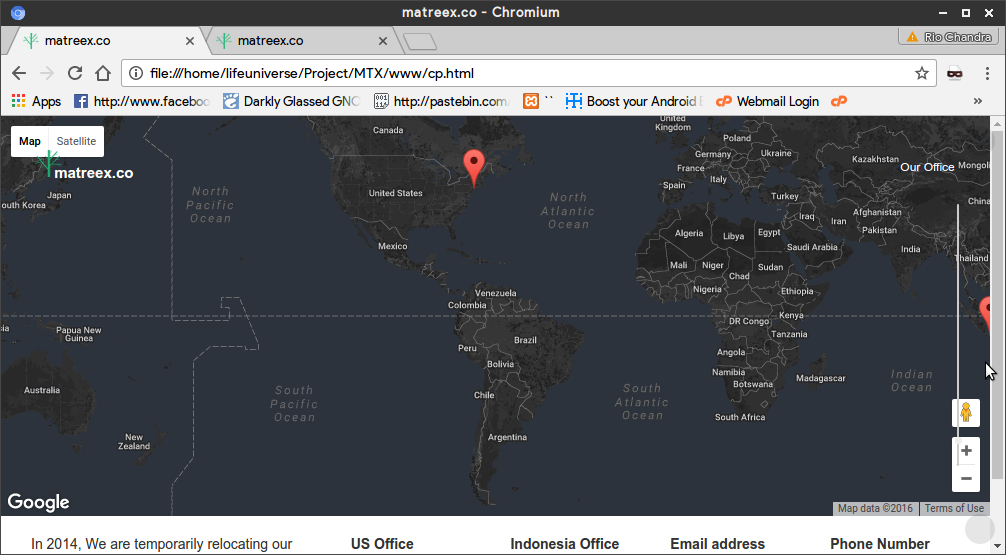 matreex.co - Chromium
matreex.co
matreex.co
Rio Chandra
file:///home/lifeuniverse/Project/MTX/www/cp.html
Apps
http://www.faceboo
Darkly Glassed GNO
http://pastebin.com/
``
Boost your Android E
Webmail Login
»
Map
Satellite
matreex.co
Our Office
Canada
United Kingdom
Poland
Germany
Ukraine
France
Kazakhstan
Mongoli
Italy
Spain
Turkey
United States
Japan
outh Korea
North Pacific Ocean
North Atlantic Ocean
Iraq
Iran
Afghanistan
Pakistan
China
Algeria
Libya
Egypt
Saudi Arabia
India
Thailand
Mexico
Mali
Niger
Chad
Sudan
Nigeria
Ethiopia
Venezuela
Colombia
DR Congo
Kenya
Tanzania
ia
Papua New Guinea
Peru
Brazil
Bolivia
Angola
Namibia
Botswana
Madagascar
Indian Ocean
Australia
South Pacific Ocean
Chile
South Atlantic Ocean
South Africa
New Zealand
Argentina
+
−
Google
Map data ©2016
Terms of Use
In 2014, We are temporarily relocating our
US Office
Indonesia Office
Email address
Phone Number